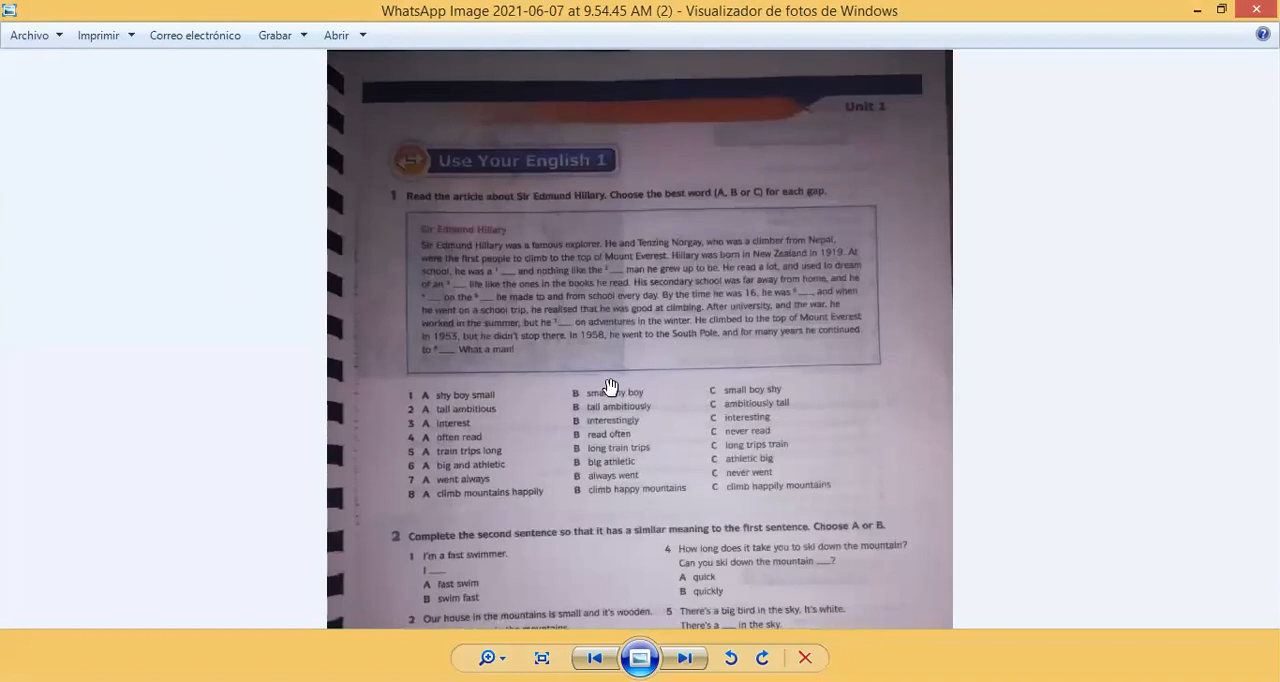 WhatsApp Image 2021-06-07 at 9.54.45 AM (2) - Visualizador de fotos de Windows
Archivo Imprimir Correo electrónico Grabar Abrir
Unit 1
Use Your English 1
1 Read the article about Sir Edmund Hillary. Choose the best word (A, B or C) for each gap.
Sir Edmund Hillary
Sir Edmund Hillary was a famous explorer. He and Tenzing Norgay, who was a climber from Nepal,
were the first people to climb to the top of Mount Everest. Hillary was born in New Zealand in 1919. At
school, he was a 1___ and nothing like the 2___ man he grew up to be. He read a lot, and used to dream
of an 3___ life like the ones in the books he read. His secondary school was far away from home, and he
4___ on the 5___ he made to and from school every day. By the time he was 16, he was 6___, and when
he went on a school trip, he realised that he was good at climbing. After university, and the war, he
worked in the summer, but he 7___ on adventures in the winter. He climbed to the top of Mount Everest
in 1953, but he didn't stop there. In 1958, he went to the South Pole, and for many years he continued
to 8___. What a man!
1 A shy boy small B small shy boy C small boy shy
2 A tall ambitious B tall ambitiously C ambitiously tall
3 A interest B interestingly C interesting
4 A often read B read often C never read
5 A train trips long B long train trips C long trips train
6 A big and athletic B big athletic C athletic big
7 A went always B always went C never went
8 A climb mountains happily B climb happy mountains C climb happily mountains
2 Complete the second sentence so that it has a similar meaning to the first sentence. Choose A or B.
1 I'm a fast swimmer.
I ___
A fast swim
B swim fast
2 Our house in the mountains is small and it's wooden.
4 How long does it take you to ski down the mountain?
Can you ski down the mountain ___?
A quick
B quickly
5 There's a big bird in the sky. It's white.
There's a ___ in the sky.